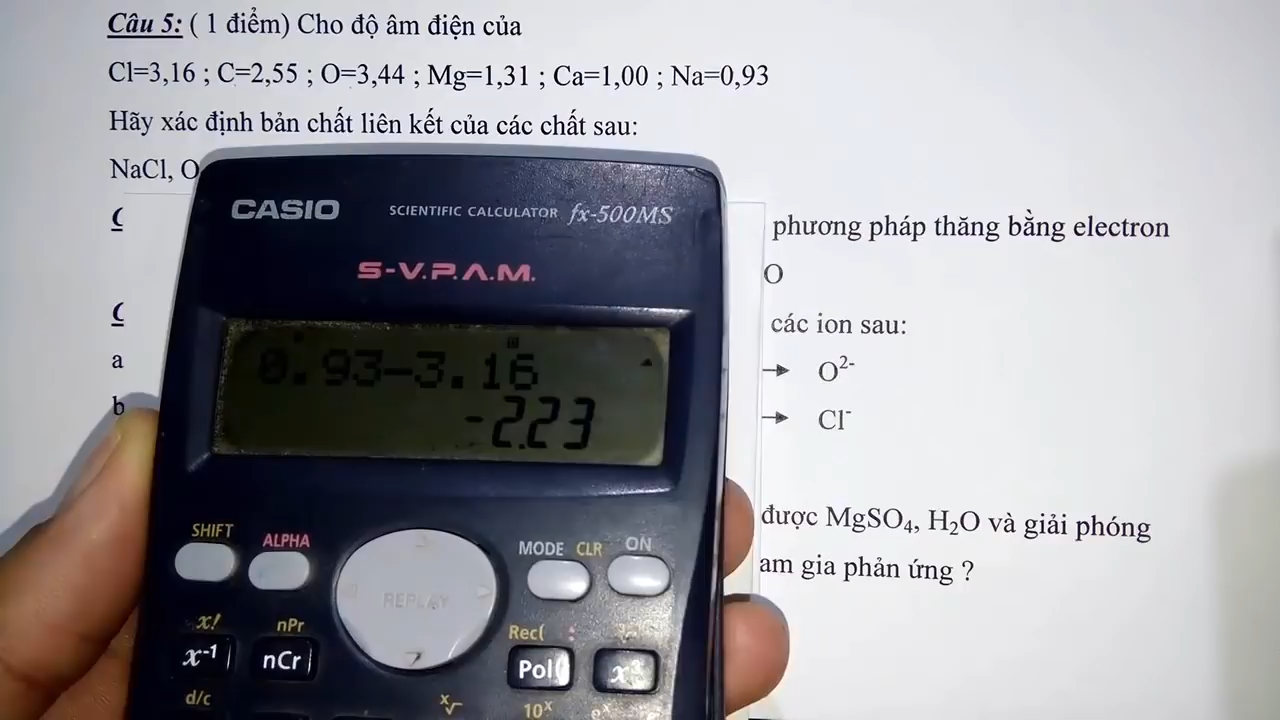 Câu 5: ( 1 điểm) Cho độ âm điện của
Cl=3,16 ; C=2,55 ; O=3,44 ; Mg=1,31 ; Ca=1,00 ; Na=0,93
Hãy xác định bản chất liên kết của các chất sau:
NaCl, O
CASIO SCIENTIFIC CALCULATOR fx-500MS
S-V.P.A.M.
phương pháp thăng bằng electron
O
các ion sau:
a → O²⁻
b → Cl⁻
0.93−3.16
-2.23
được MgSO₄, H₂O và giải phóng
am gia phản ứng ?
SHIFT ALPHA MODE CLR ON
REPLAY
x! nPr Rec( :
x⁻¹ nCr Pol( x³
d/c ˣ√ 10ˣ eˣ